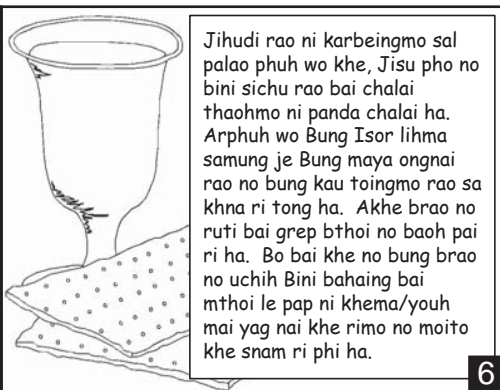 Jihudi rao ni karbeingmo sal
palao phuh wo khe, Jisu pho no
bini sichu rao bai chalai
thaohmo ni panda chalai ha.
Arphuh wo Bung Isor lihma
samung je Bung maya ongnai
rao no bung kau toingmo rao sa
khna ri tong ha.  Akhe brao no
ruti bai grep bthoi no baoh pai
ri ha.  Bo bai khe no bung brao
no uchih Bini bahaing bai
mthoi le pap ni khema/youh
mai yag nai khe rimo no moito
khe snam ri phi ha.
6